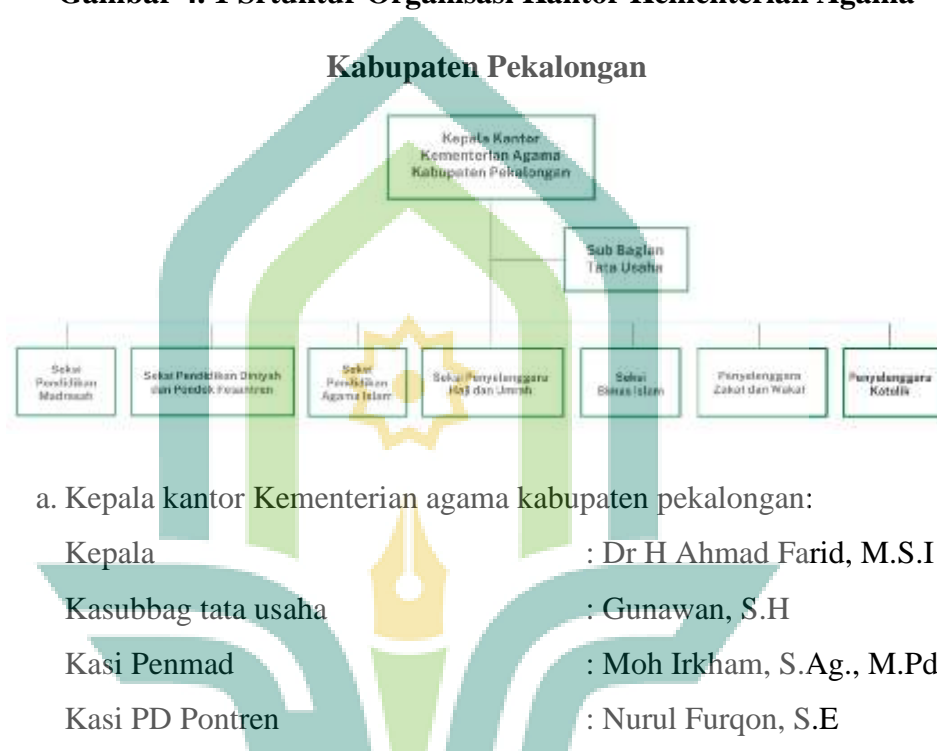 Gambar 4. 1 Srtuktur Organisasi Kantor Kementerian Agama
Kabupaten Pekalongan
Kepala Kantor
Kementerian Agama
Kabupaten Pekalongan
Sub Bagian
Tata Usaha
Seksi
Pendidikan
Madrasah
Seksi Pendidikan Diniyah
dan Pondok Pesantren
Seksi
Pendidikan
Agama Islam
Seksi Penyelenggara
Haji dan Umrah
Seksi
Bimas Islam
Penyelenggara
Zakat dan Wakaf
Penyelenggara
Katolik
a. Kepala kantor Kementerian agama kabupaten pekalongan:
Kepala : Dr H Ahmad Farid, M.S.I
Kasubbag tata usaha : Gunawan, S.H
Kasi Penmad : Moh Irkham, S.Ag., M.Pd
Kasi PD Pontren : Nurul Furqon, S.E